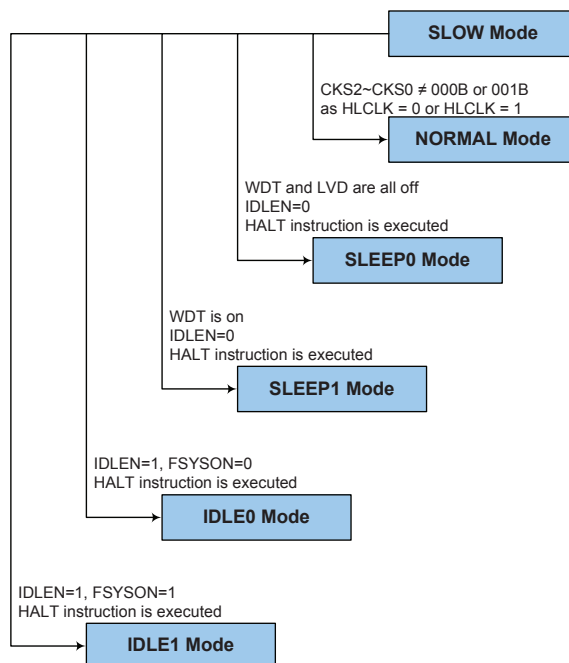 SLOW Mode
CKS2~CKS0 ≠ 000B or 001B
as HLCLK = 0 or HLCLK = 1
NORMAL Mode
WDT and LVD are all off
IDLEN=0
HALT instruction is executed
SLEEP0 Mode
WDT is on
IDLEN=0
HALT instruction is executed
SLEEP1 Mode
IDLEN=1, FSYSON=0
HALT instruction is executed
IDLE0 Mode
IDLEN=1, FSYSON=1
HALT instruction is executed
IDLE1 Mode